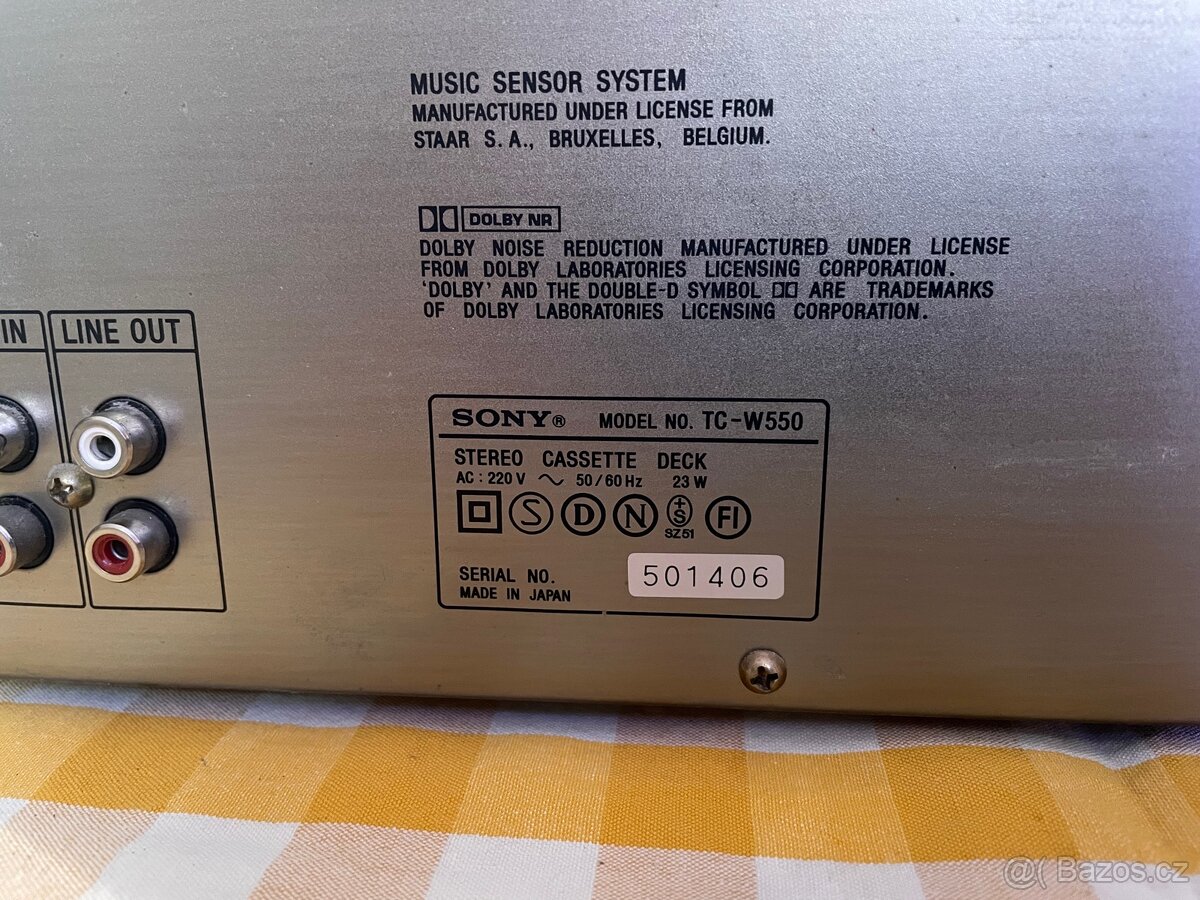 MUSIC SENSOR SYSTEM
MANUFACTURED UNDER LICENSE FROM
STAAR S.A., BRUXELLES, BELGIUM.
DOLBY NR
DOLBY NOISE REDUCTION MANUFACTURED UNDER LICENSE
FROM DOLBY LABORATORIES LICENSING CORPORATION.
'DOLBY' AND THE DOUBLE-D SYMBOL ARE TRADEMARKS
OF DOLBY LABORATORIES LICENSING CORPORATION.
IN
LINE OUT
SONY® MODEL NO. TC-W550
STEREO CASSETTE DECK
AC : 220 V ~ 50/60 Hz 23 W
S D N +S FI
SZ51
SERIAL NO. 501406
MADE IN JAPAN
@( Bazos.cz